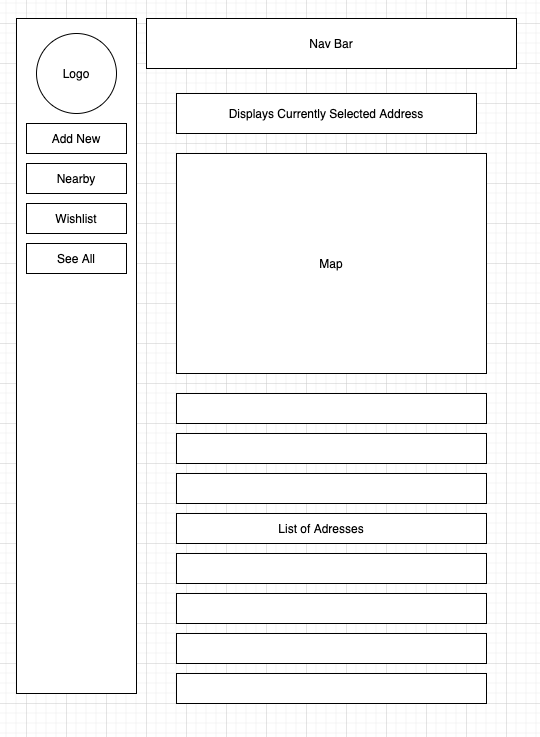 Logo
Add New
Nearby
Wishlist
See All
Nav Bar
Displays Currently Selected Address
Map
List of Adresses